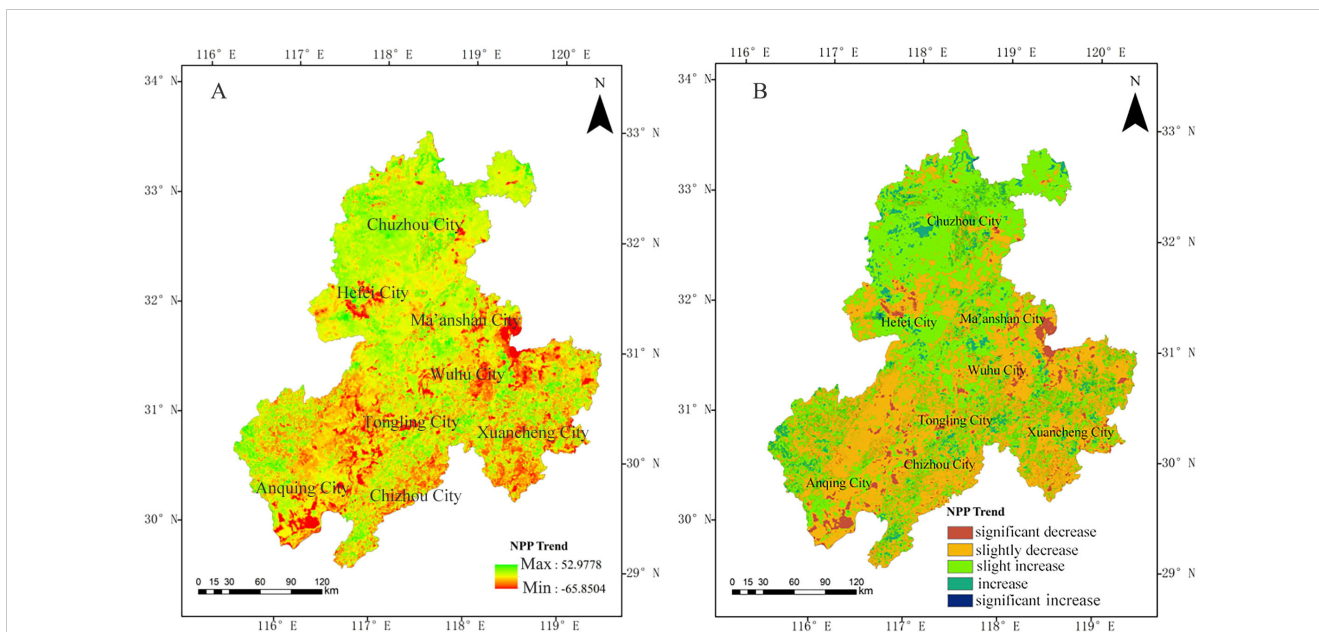 116° E 117° E 118° E 119° E 120° E
34° N
A
N
33° N
33° N
Chuzhou City
32° N
32° N
Hefei City
Ma'anshan City
31° N
Wuhu City
31° N
Tongling City
Xuancheng City
30° N
Anqing City
Chizhou City
30° N
NPP Trend
Max : 52.9778
Min : -65.8504
29° N
0 15 30 60 90 120
km
116° E 117° E 118° E 119° E
116° E 117° E 118° E 119° E 120° E
34° N
B
N
33° N
33° N
Chuzhou City
32° N
32° N
Hefei City
Ma'anshan City
31° N
Wuhu City
31° N
Tongling City
Xuancheng City
Chizhou City
30° N
Anqing City
30° N
NPP Trend
significant decrease
slightly decrease
slight increase
increase
significant increase
29° N
0 15 30 60 90 120
km
116° E 117° E 118° E 119° E